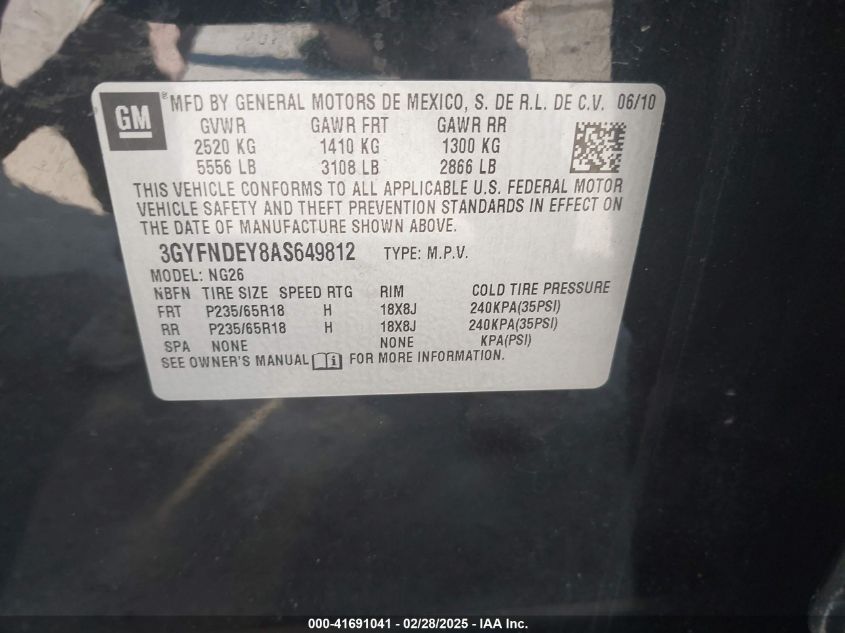 GM ® MFD BY GENERAL MOTORS DE MEXICO, S. DE R.L. DE C.V. 06/10
GVWR GAWR FRT GAWR RR
2520 KG 1410 KG 1300 KG
5556 LB 3108 LB 2866 LB
THIS VEHICLE CONFORMS TO ALL APPLICABLE U.S. FEDERAL MOTOR
VEHICLE SAFETY AND THEFT PREVENTION STANDARDS IN EFFECT ON
THE DATE OF MANUFACTURE SHOWN ABOVE.
3GYFNDEY8AS649812 TYPE: M.P.V.
MODEL: NG26
NBFN TIRE SIZE SPEED RTG RIM COLD TIRE PRESSURE
FRT P235/65R18 H 18X8J 240KPA(35PSI)
RR P235/65R18 H 18X8J 240KPA(35PSI)
SPA NONE NONE KPA(PSI)
SEE OWNER'S MANUAL i FOR MORE INFORMATION.
000-41691041 - 02/28/2025 - IAA Inc.